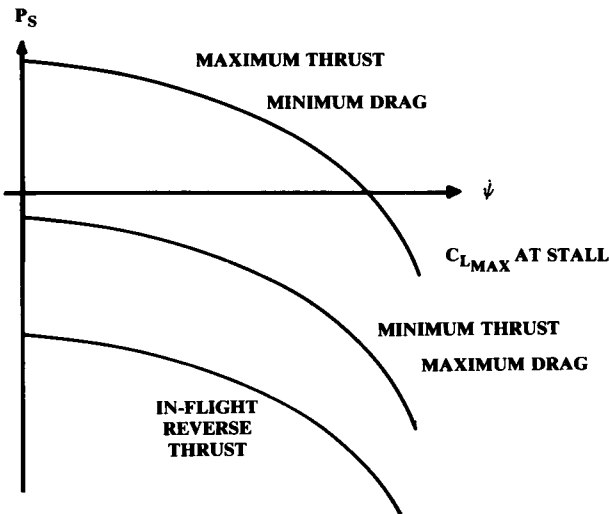 P_S
MAXIMUM THRUST
MINIMUM DRAG
ψ̇
C_L_MAX AT STALL
MINIMUM THRUST
MAXIMUM DRAG
IN-FLIGHT
REVERSE
THRUST